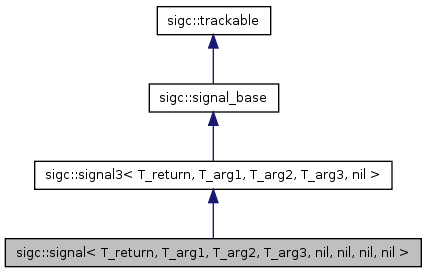 sigc::trackable
sigc::signal_base
sigc::signal3< T_return, T_arg1, T_arg2, T_arg3, nil >
sigc::signal< T_return, T_arg1, T_arg2, T_arg3, nil, nil, nil, nil >